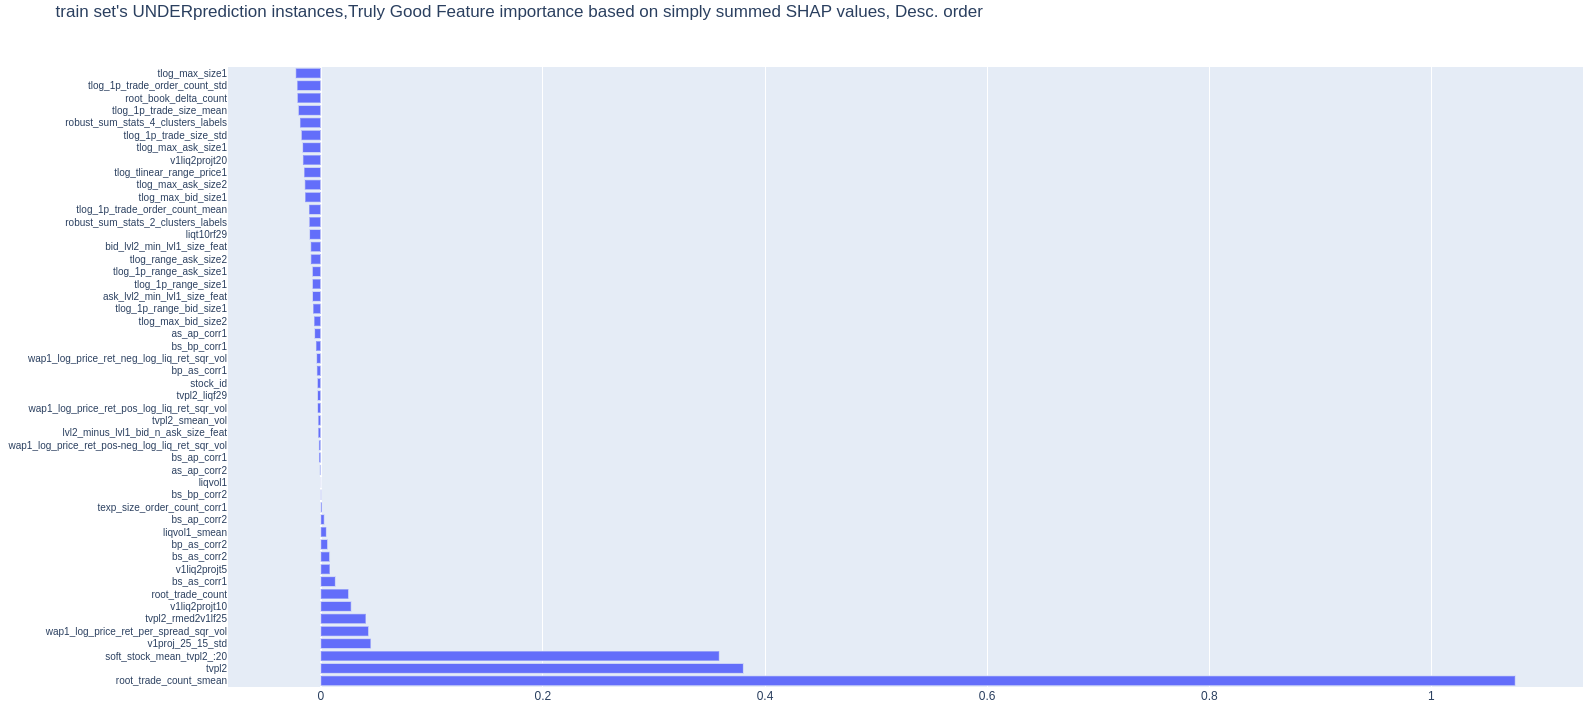 train set's UNDERprediction instances,Truly Good Feature importance based on simply summed SHAP values, Desc. order
tlog_max_size1
tlog_1p_trade_order_count_std
root_book_delta_count
tlog_1p_trade_size_mean
robust_sum_stats_4_clusters_labels
tlog_1p_trade_size_std
tlog_max_ask_size1
v1liq2projt20
tlog_tlinear_range_price1
tlog_max_ask_size2
tlog_max_bid_size1
tlog_1p_trade_order_count_mean
robust_sum_stats_2_clusters_labels
liqt10rf29
bid_lvl2_min_lvl1_size_feat
tlog_range_ask_size2
tlog_1p_range_ask_size1
tlog_1p_range_size1
ask_lvl2_min_lvl1_size_feat
tlog_1p_range_bid_size1
tlog_max_bid_size2
as_ap_corr1
bs_bp_corr1
wap1_log_price_ret_neg_log_liq_ret_sqr_vol
bp_as_corr1
stock_id
tvpl2_liqf29
wap1_log_price_ret_pos_log_liq_ret_sqr_vol
tvpl2_smean_vol
lvl2_minus_lvl1_bid_n_ask_size_feat
wap1_log_price_ret_pos-neg_log_liq_ret_sqr_vol
bs_ap_corr1
as_ap_corr2
liqvol1
bs_bp_corr2
texp_size_order_count_corr1
bs_ap_corr2
liqvol1_smean
bp_as_corr2
bs_as_corr2
v1liq2projt5
bs_as_corr1
root_trade_count
v1liq2projt10
tvpl2_rmed2v1lf25
wap1_log_price_ret_per_spread_sqr_vol
v1proj_25_15_std
soft_stock_mean_tvpl2_:20
tvpl2
root_trade_count_smean
0 0.2 0.4 0.6 0.8 1